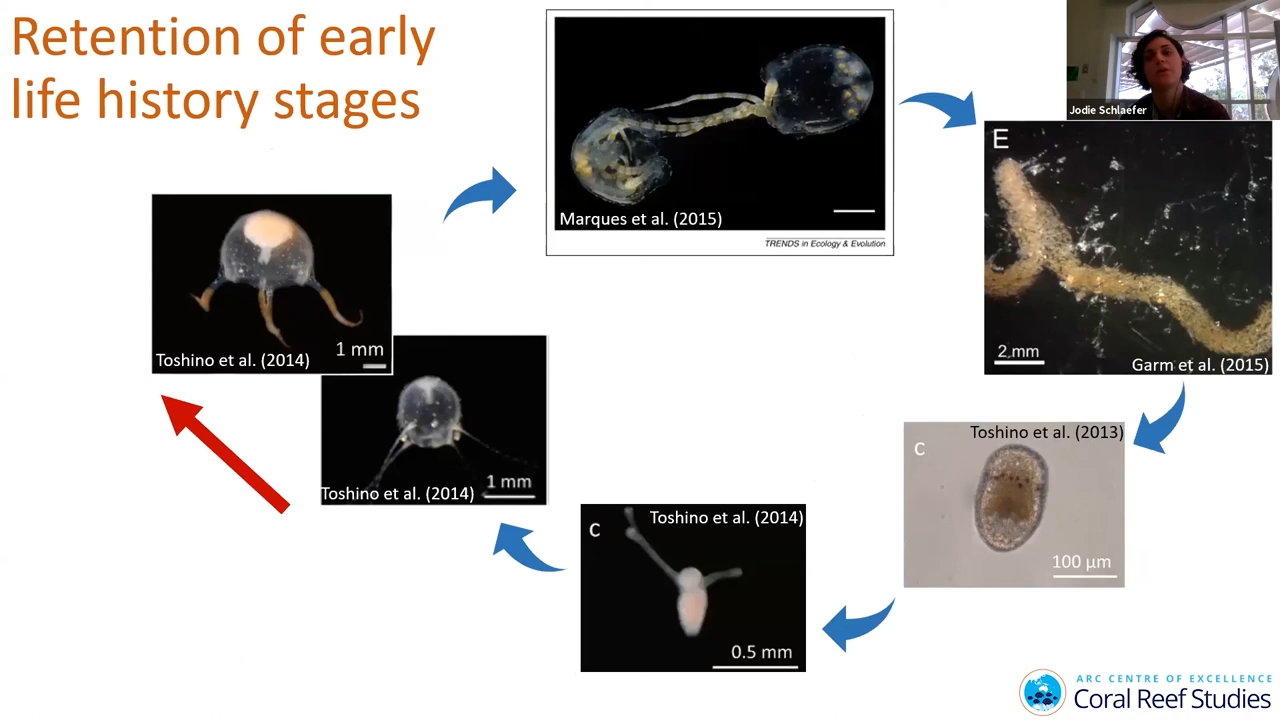 Retention of early
life history stages
Marques et al. (2015)
TRENDS in Ecology & Evolution
Jodie Schlaefer
E
2 mm
Garm et al. (2015)
Toshino et al. (2014)
1 mm
Toshino et al. (2014)
1 mm
Toshino et al. (2014)
c
0.5 mm
Toshino et al. (2013)
c
100 µm
ARC CENTRE OF EXCELLENCE
Coral Reef Studies